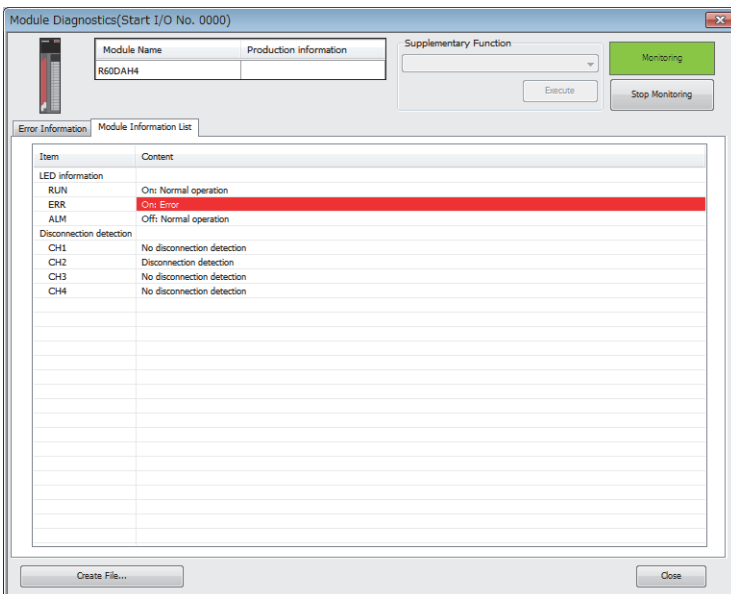 Module Diagnostics(Start I/O No. 0000)
Module Name Production information
R60DAH4
Supplementary Function
Execute
Monitoring
Stop Monitoring
Error Information Module Information List
Item Content
LED information
RUN On: Normal operation
ERR On: Error
ALM Off: Normal operation
Disconnection detection
CH1 No disconnection detection
CH2 Disconnection detection
CH3 No disconnection detection
CH4 No disconnection detection
Create File... Close